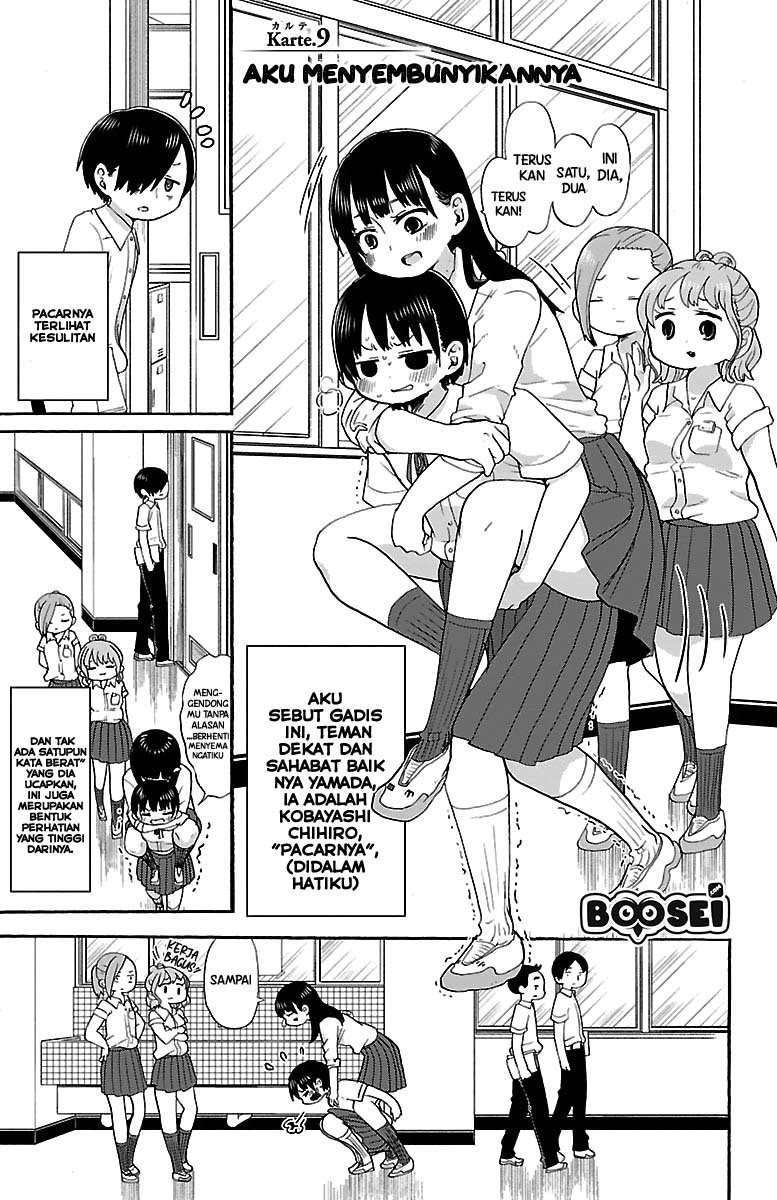 カルテ
Karte.9
AKU MENYEMBUNYIKANNYA
INI
DIA,
SATU,
DUA
TERUS
KAN
TERUS
KAN!
PACARNYA
TERLIHAT
KESULITAN
AKU
SEBUT GADIS
INI, TEMAN
DEKAT DAN
SAHABAT BAIK
NYA YAMADA,
IA ADALAH
KOBAYASHI
CHIHIRO,
"PACARNYA",
(DIDALAM
HATIKU)
MENG-
GENDONG
MU TANPA
ALASAN
...BERHENTI
MENYEMA
NGATIKU
DAN TAK
ADA SATUPUN
KATA BERAT"
YANG DIA
UCAPKAN,
INI JUGA
MERUPAKAN
BENTUK
PERHATIAN
YANG TINGGI
DARINYA.
BOOSEI
KERJA
BAGUS!
SAMPAI